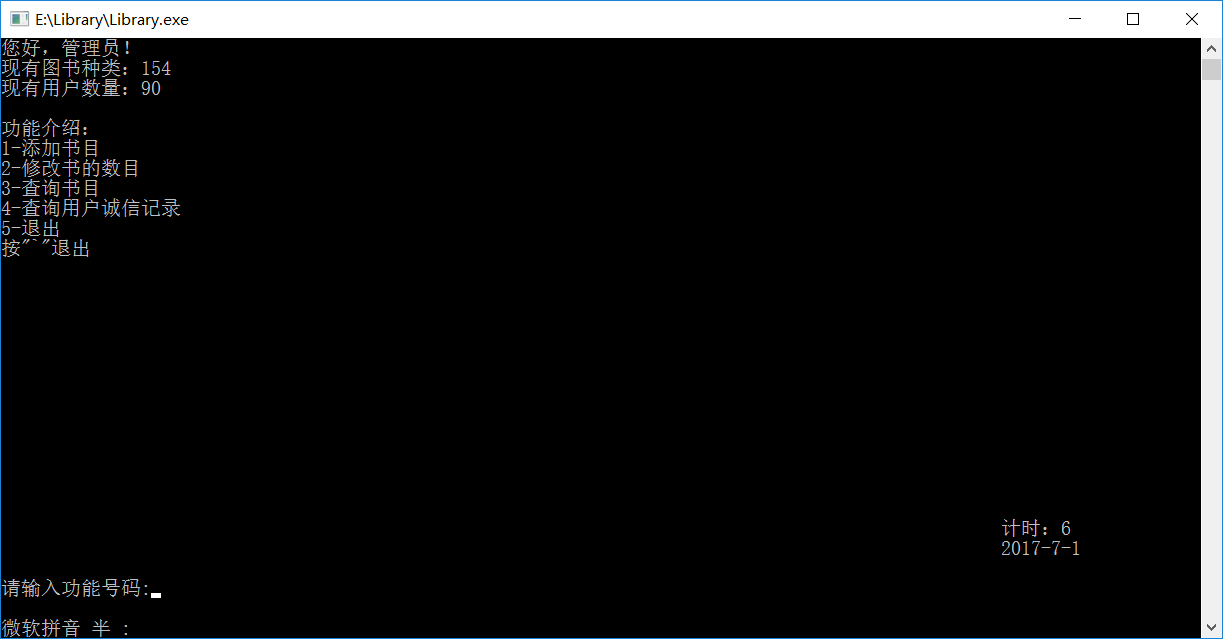 E:\Library\Library.exe
您好，管理员！
现有图书种类：154
现有用户数量：90
功能介绍：
1-添加书目
2-修改书的数目
3-查询书目
4-查询用户诚信记录
5-退出
按"`"退出
计时：6
2017-7-1
请输入功能号码:
微软拼音 半 :